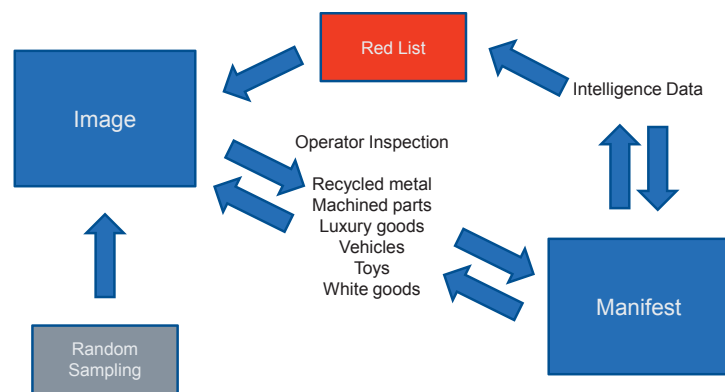 Red List
Image
Intelligence Data
Operator Inspection
Recycled metal
Machined parts
Luxury goods
Vehicles
Toys
White goods
Manifest
Random
Sampling